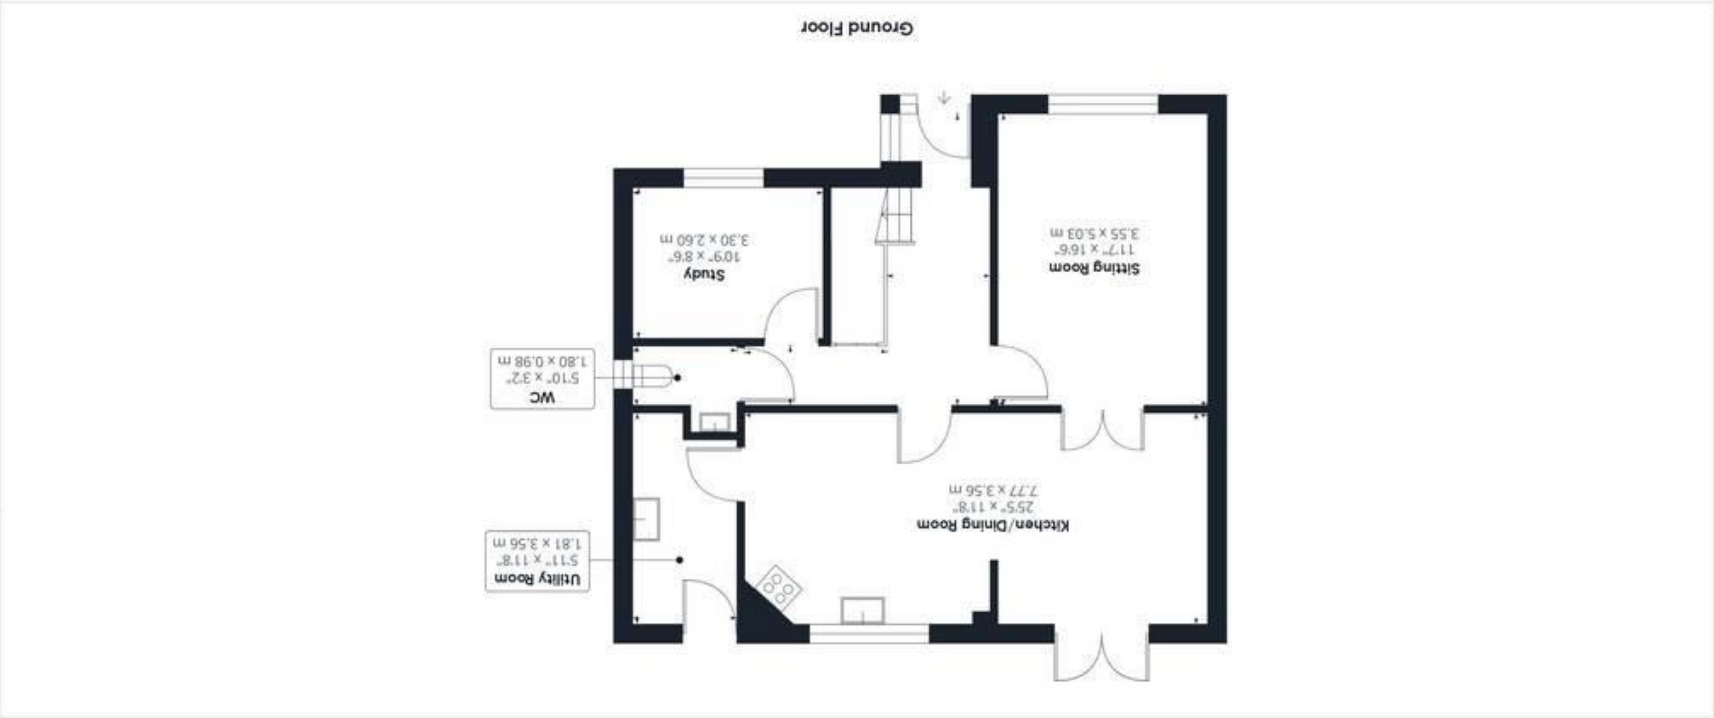 Kitchen/Dining Room
25'5" x 11'8"
7.77 x 3.56 m
Utility Room
5'11" x 11'8"
1.81 x 3.56 m
WC
5'10" x 3'2"
1.80 x 0.98 m
Sitting Room
11'7" x 16'6"
3.55 x 5.03 m
Study
10'9" x 8'6"
3.30 x 2.60 m
Ground Floor